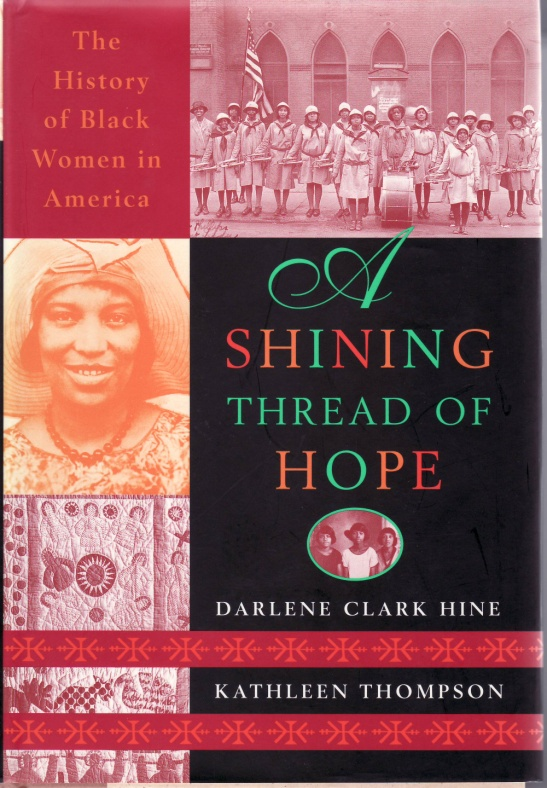 The
History
of Black
Women in
America
A
SHINING
THREAD OF
HOPE
DARLENE CLARK HINE
KATHLEEN THOMPSON